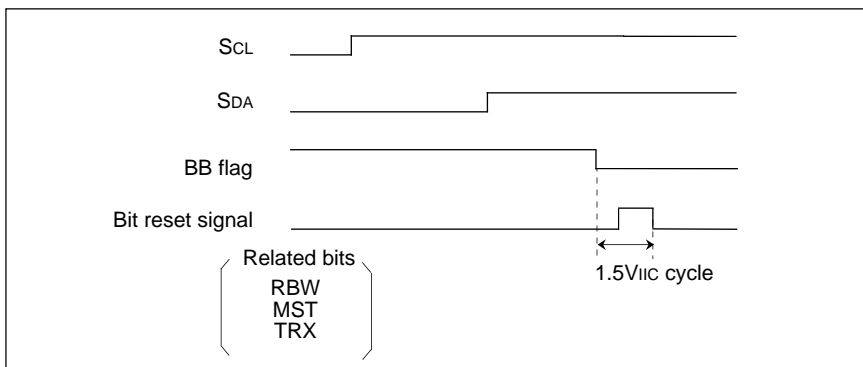 SCL
SDA
BB flag
Bit reset signal
Related bits
RBW
MST
TRX
1.5VIIC cycle